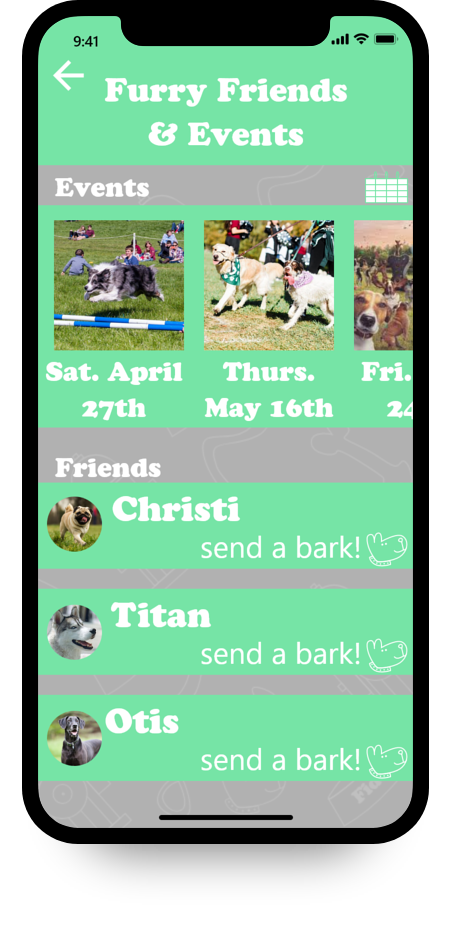 9:41
Furry Friends
& Events
Events
Sat. April
27th
Thurs.
May 16th
Fri.
24
Friends
Christi
send a bark!
Titan
send a bark!
Otis
send a bark!